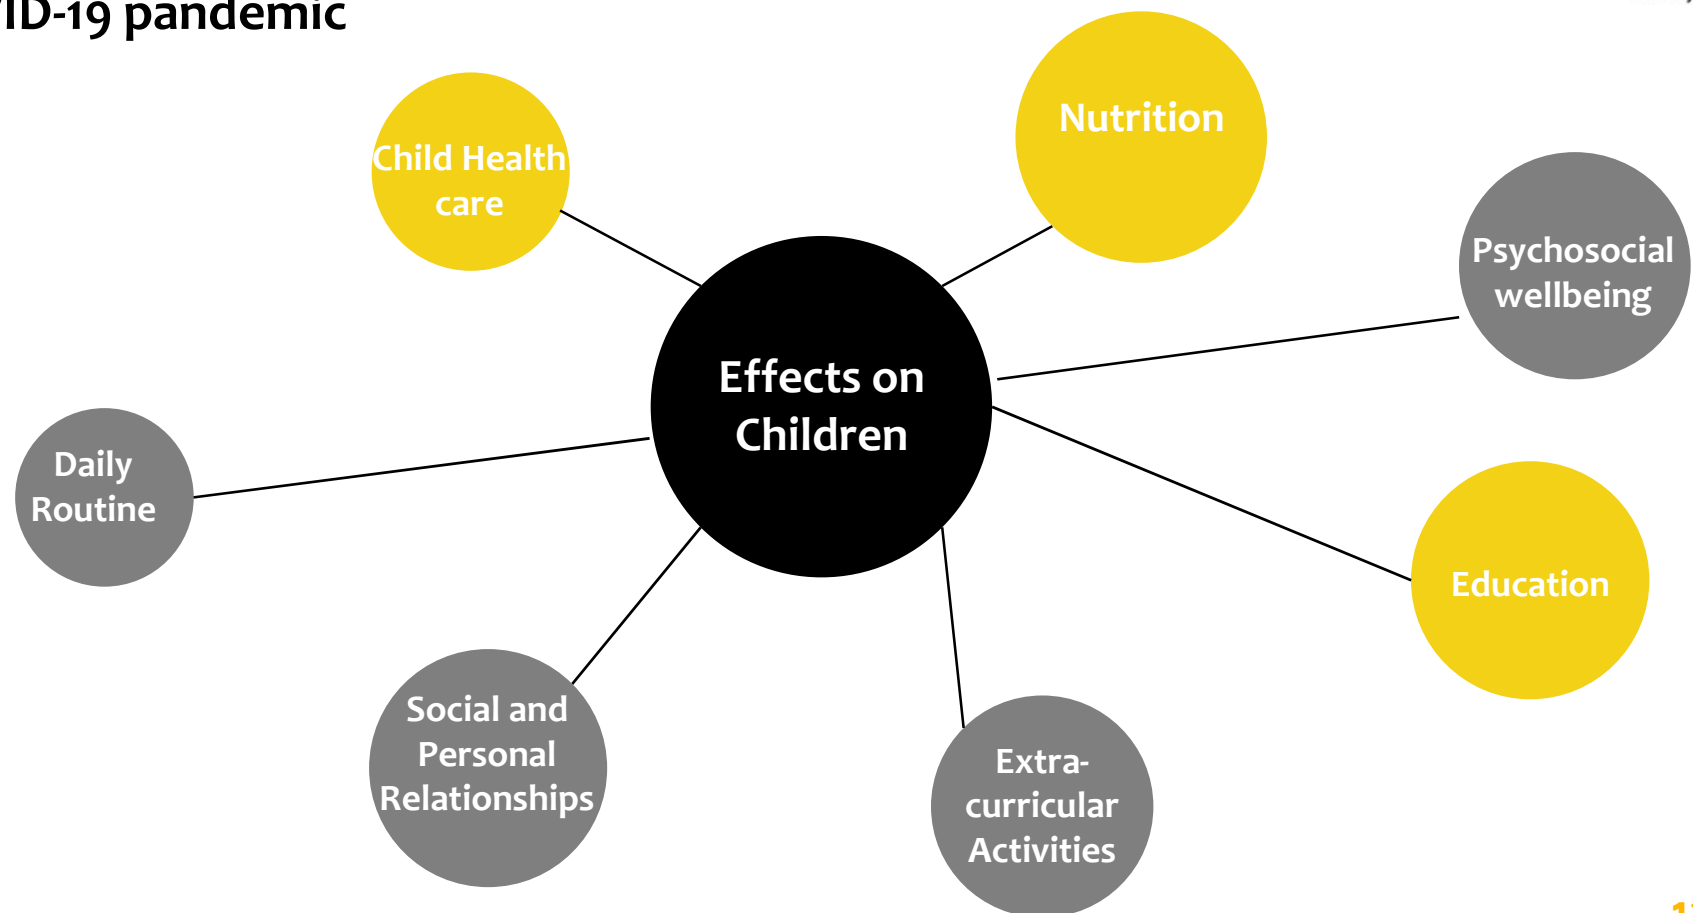 VID-19 pandemic
Nutrition
Child Health
care
Psychosocial
wellbeing
Effects on
Children
Daily
Routine
Education
Social and
Personal
Relationships
Extra-
curricular
Activities